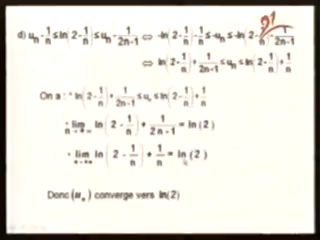 d) uₙ - 1/n ≤ ln(2 - 1/n) ≤ uₙ - 1/(2n-1) ⇔ -ln(2 - 1/n) - 1/n ≤ -uₙ ≤ -ln(2 - 1/n) - 1/(2n-1)
⇔ ln(2 - 1/n) + 1/(2n-1) ≤ uₙ ≤ ln(2 - 1/n) + 1/n
On a : * ln(2 - 1/n) + 1/(2n-1) ≤ uₙ ≤ ln(2 - 1/n) + 1/n
* lim n→+∞ ln(2 - 1/n) + 1/(2n-1) = ln(2)
* lim n→+∞ ln(2 - 1/n) + 1/n = ln(2)
Donc (uₙ) converge vers ln(2)